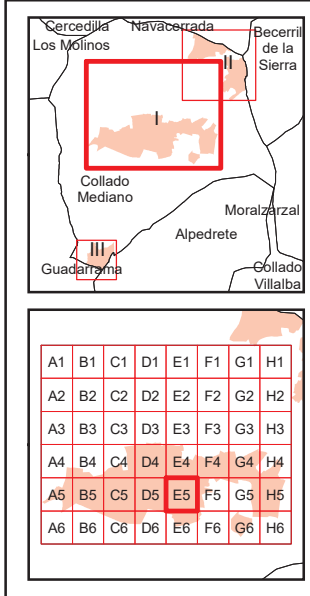 Cercedilla Navacerrada Becerril
Los Molinos de la
II Sierra
I
Collado
Mediano
Moralzarzal
Alpedrete
III
Guadarrama Collado
Villalba
A1 B1 C1 D1 E1 F1 G1 H1
A2 B2 C2 D2 E2 F2 G2 H2
A3 B3 C3 D3 E3 F3 G3 H3
A4 B4 C4 D4 E4 F4 G4 H4
A5 B5 C5 D5 E5 F5 G5 H5
A6 B6 C6 D6 E6 F6 G6 H6